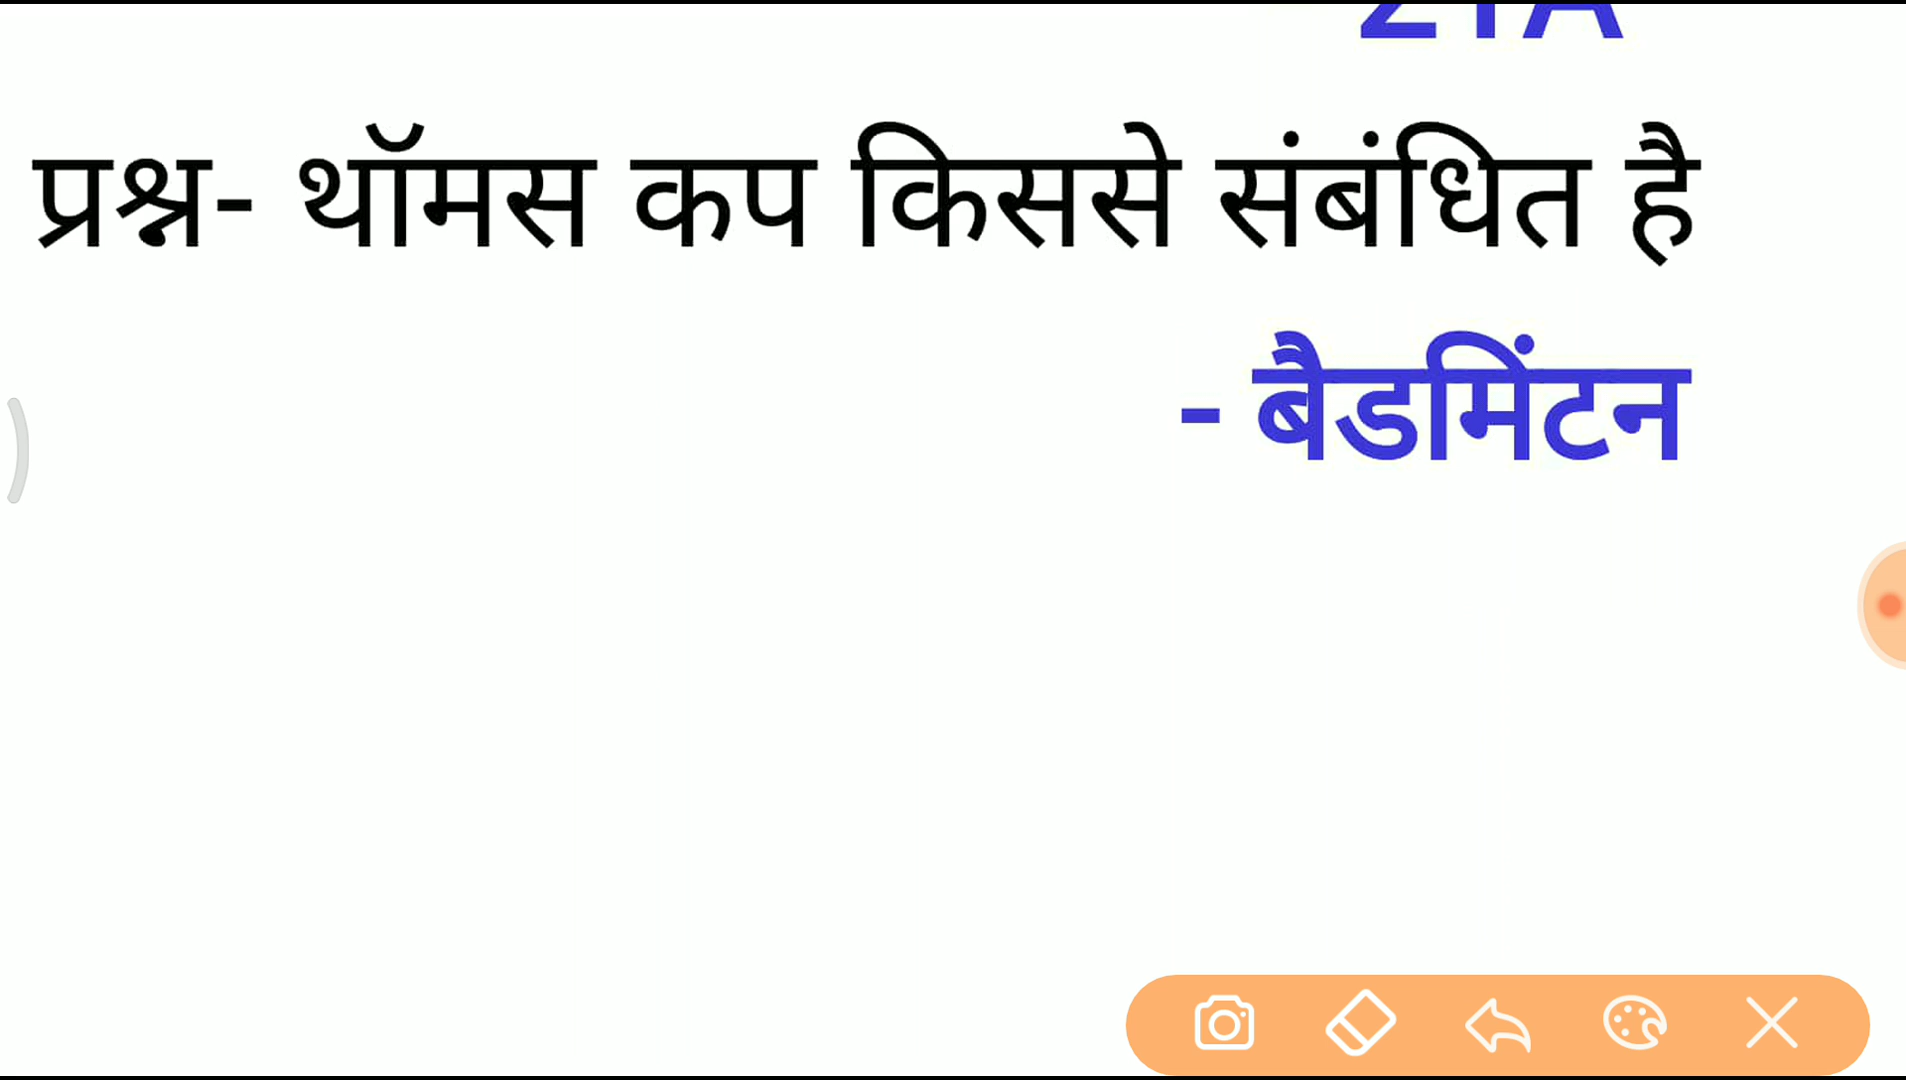 प्रश्न- थॉमस कप किससे संबंधित है
- बैडमिंटन